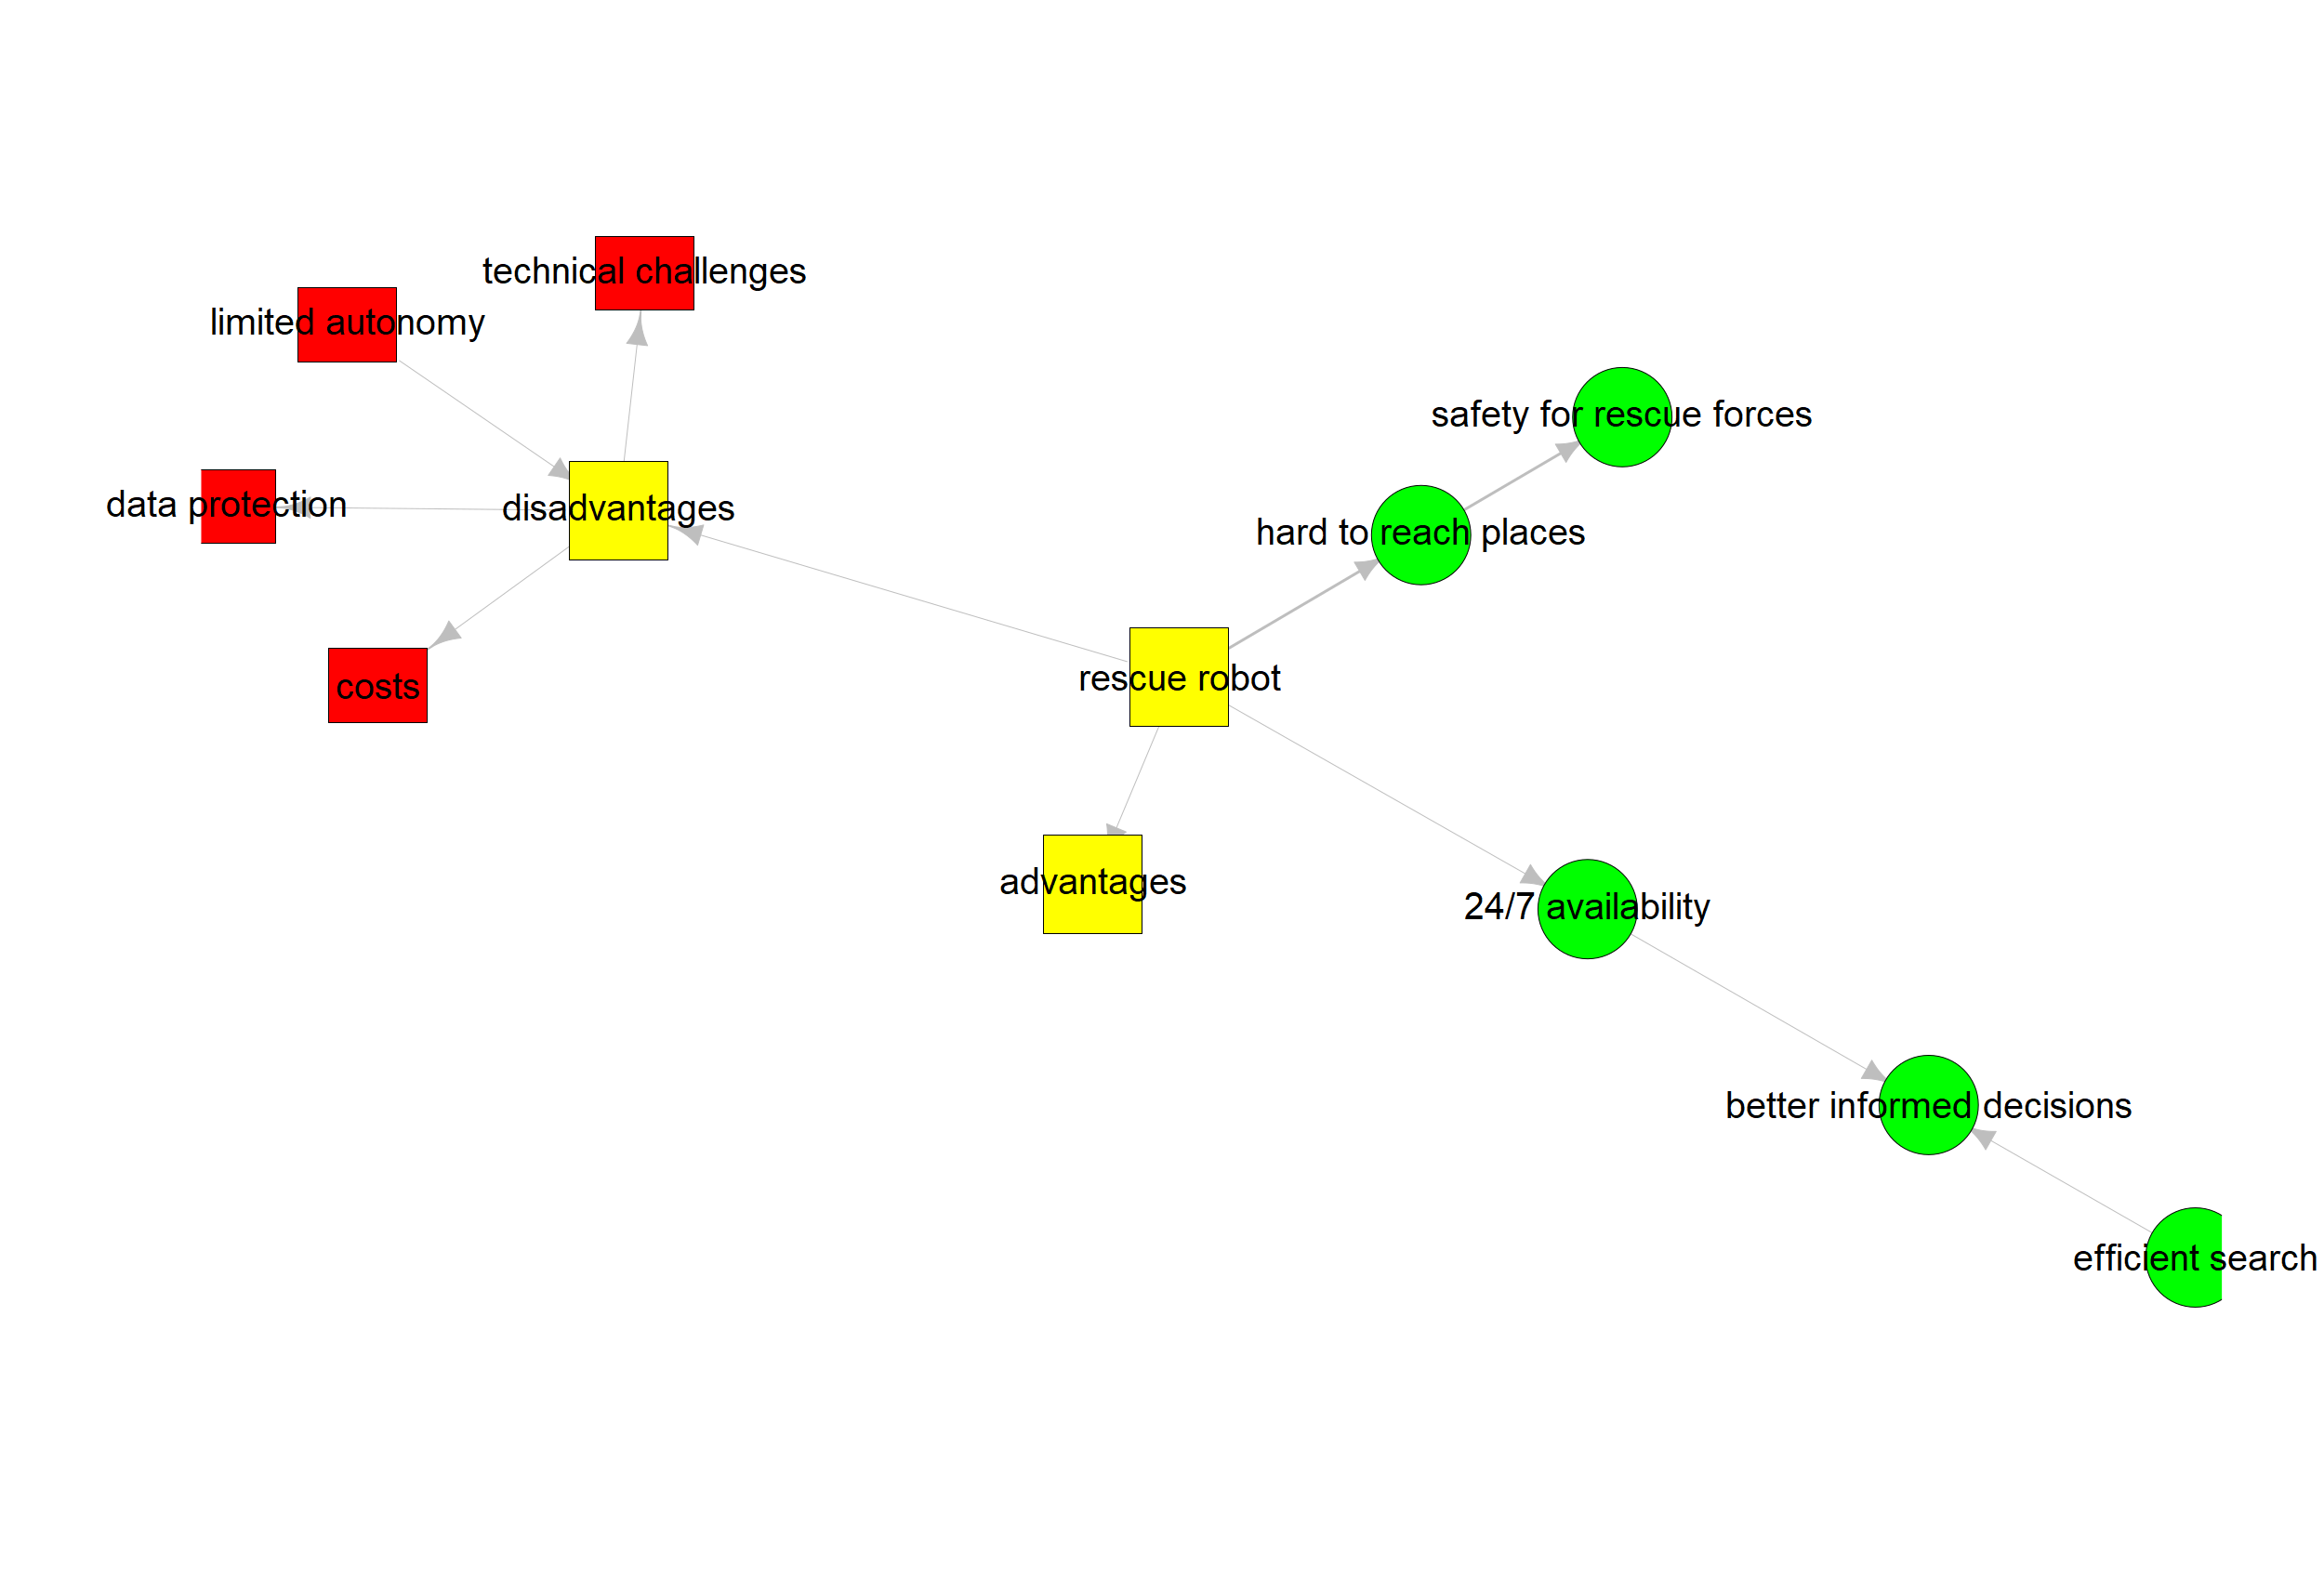 technical challenges
limited autonomy
safety for rescue forces
data protection
disadvantages
hard to reach places
costs
rescue robot
advantages
24/7 availability
better informed decisions
efficient search